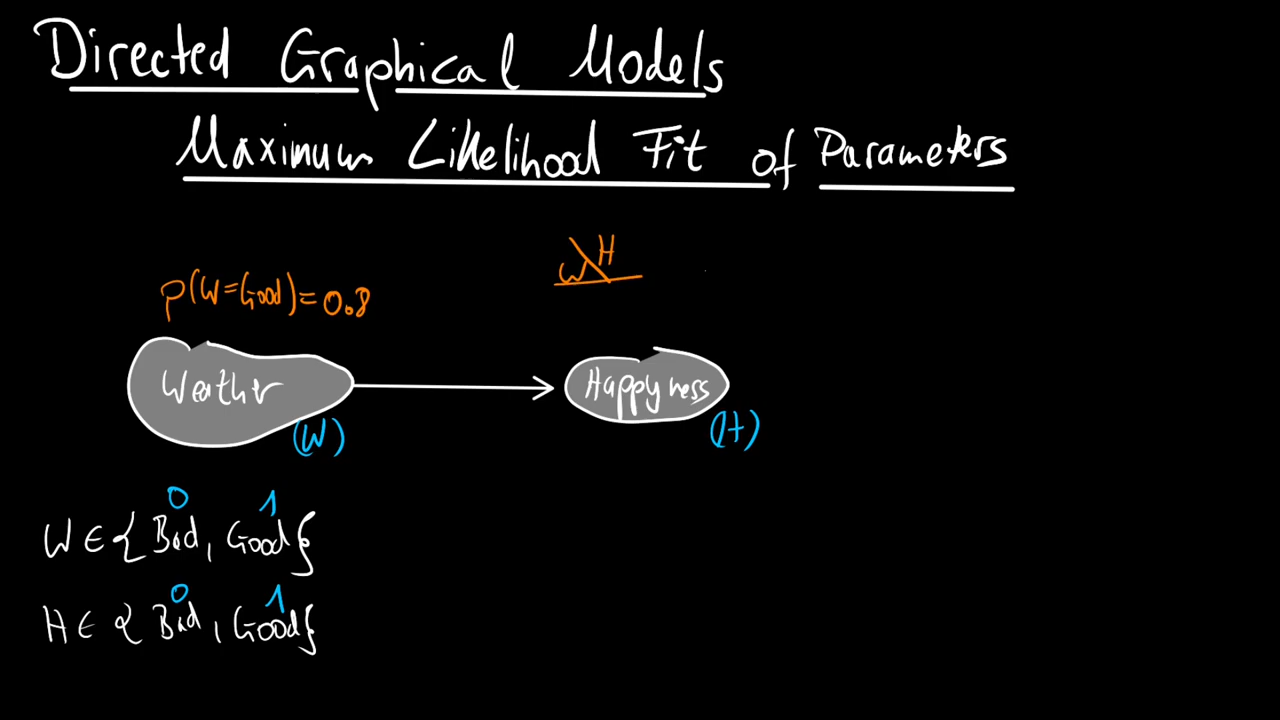 Directed Graphical Models
Maximum Likelihood Fit of Parameters
p(W=Good)=0.8
W H
Weather
(W)
Happyness
(H)
0 1
W ∈ { Bad, Good }
0 1
H ∈ { Bad, Good }